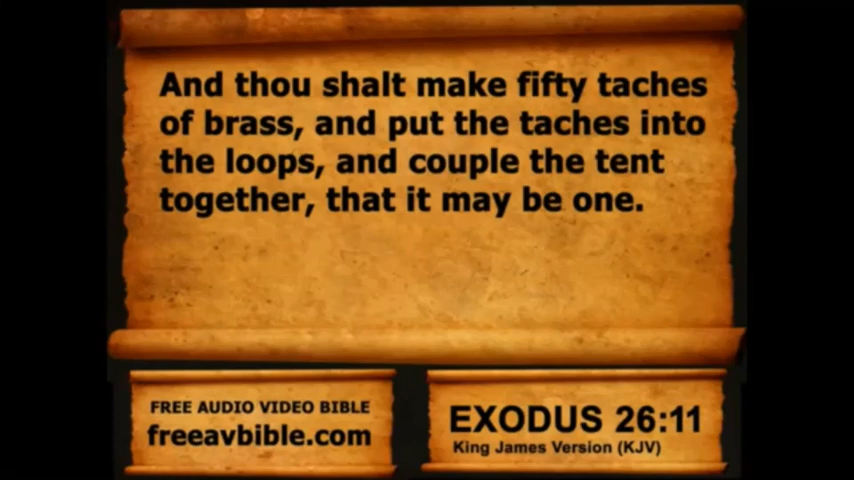 And thou shalt make fifty taches
of brass, and put the taches into
the loops, and couple the tent
together, that it may be one.
FREE AUDIO VIDEO BIBLE
freeavbible.com
EXODUS 26:11
King James Version (KJV)